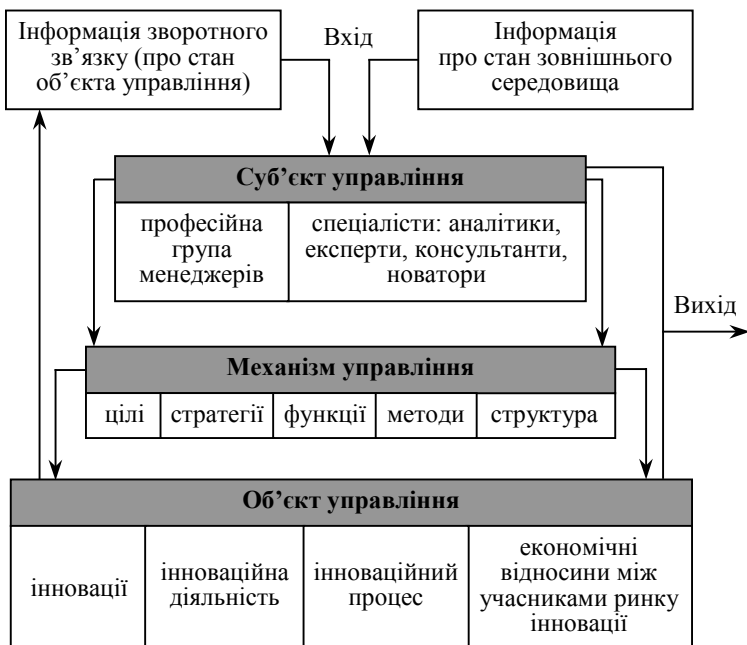 Інформація зворотного
зв’язку (про стан
об’єкта управління)
Вхід
Інформація
про стан зовнішнього
середовища
Суб’єкт управління
професійна
група
менеджерів
спеціалісти: аналітики,
експерти, консультанти,
новатори
Вихід
Механізм управління
цілі
стратегії
функції
методи
структура
Об’єкт управління
інновації
інноваційна
діяльність
інноваційний
процес
економічні
відносини між
учасниками ринку
інновації